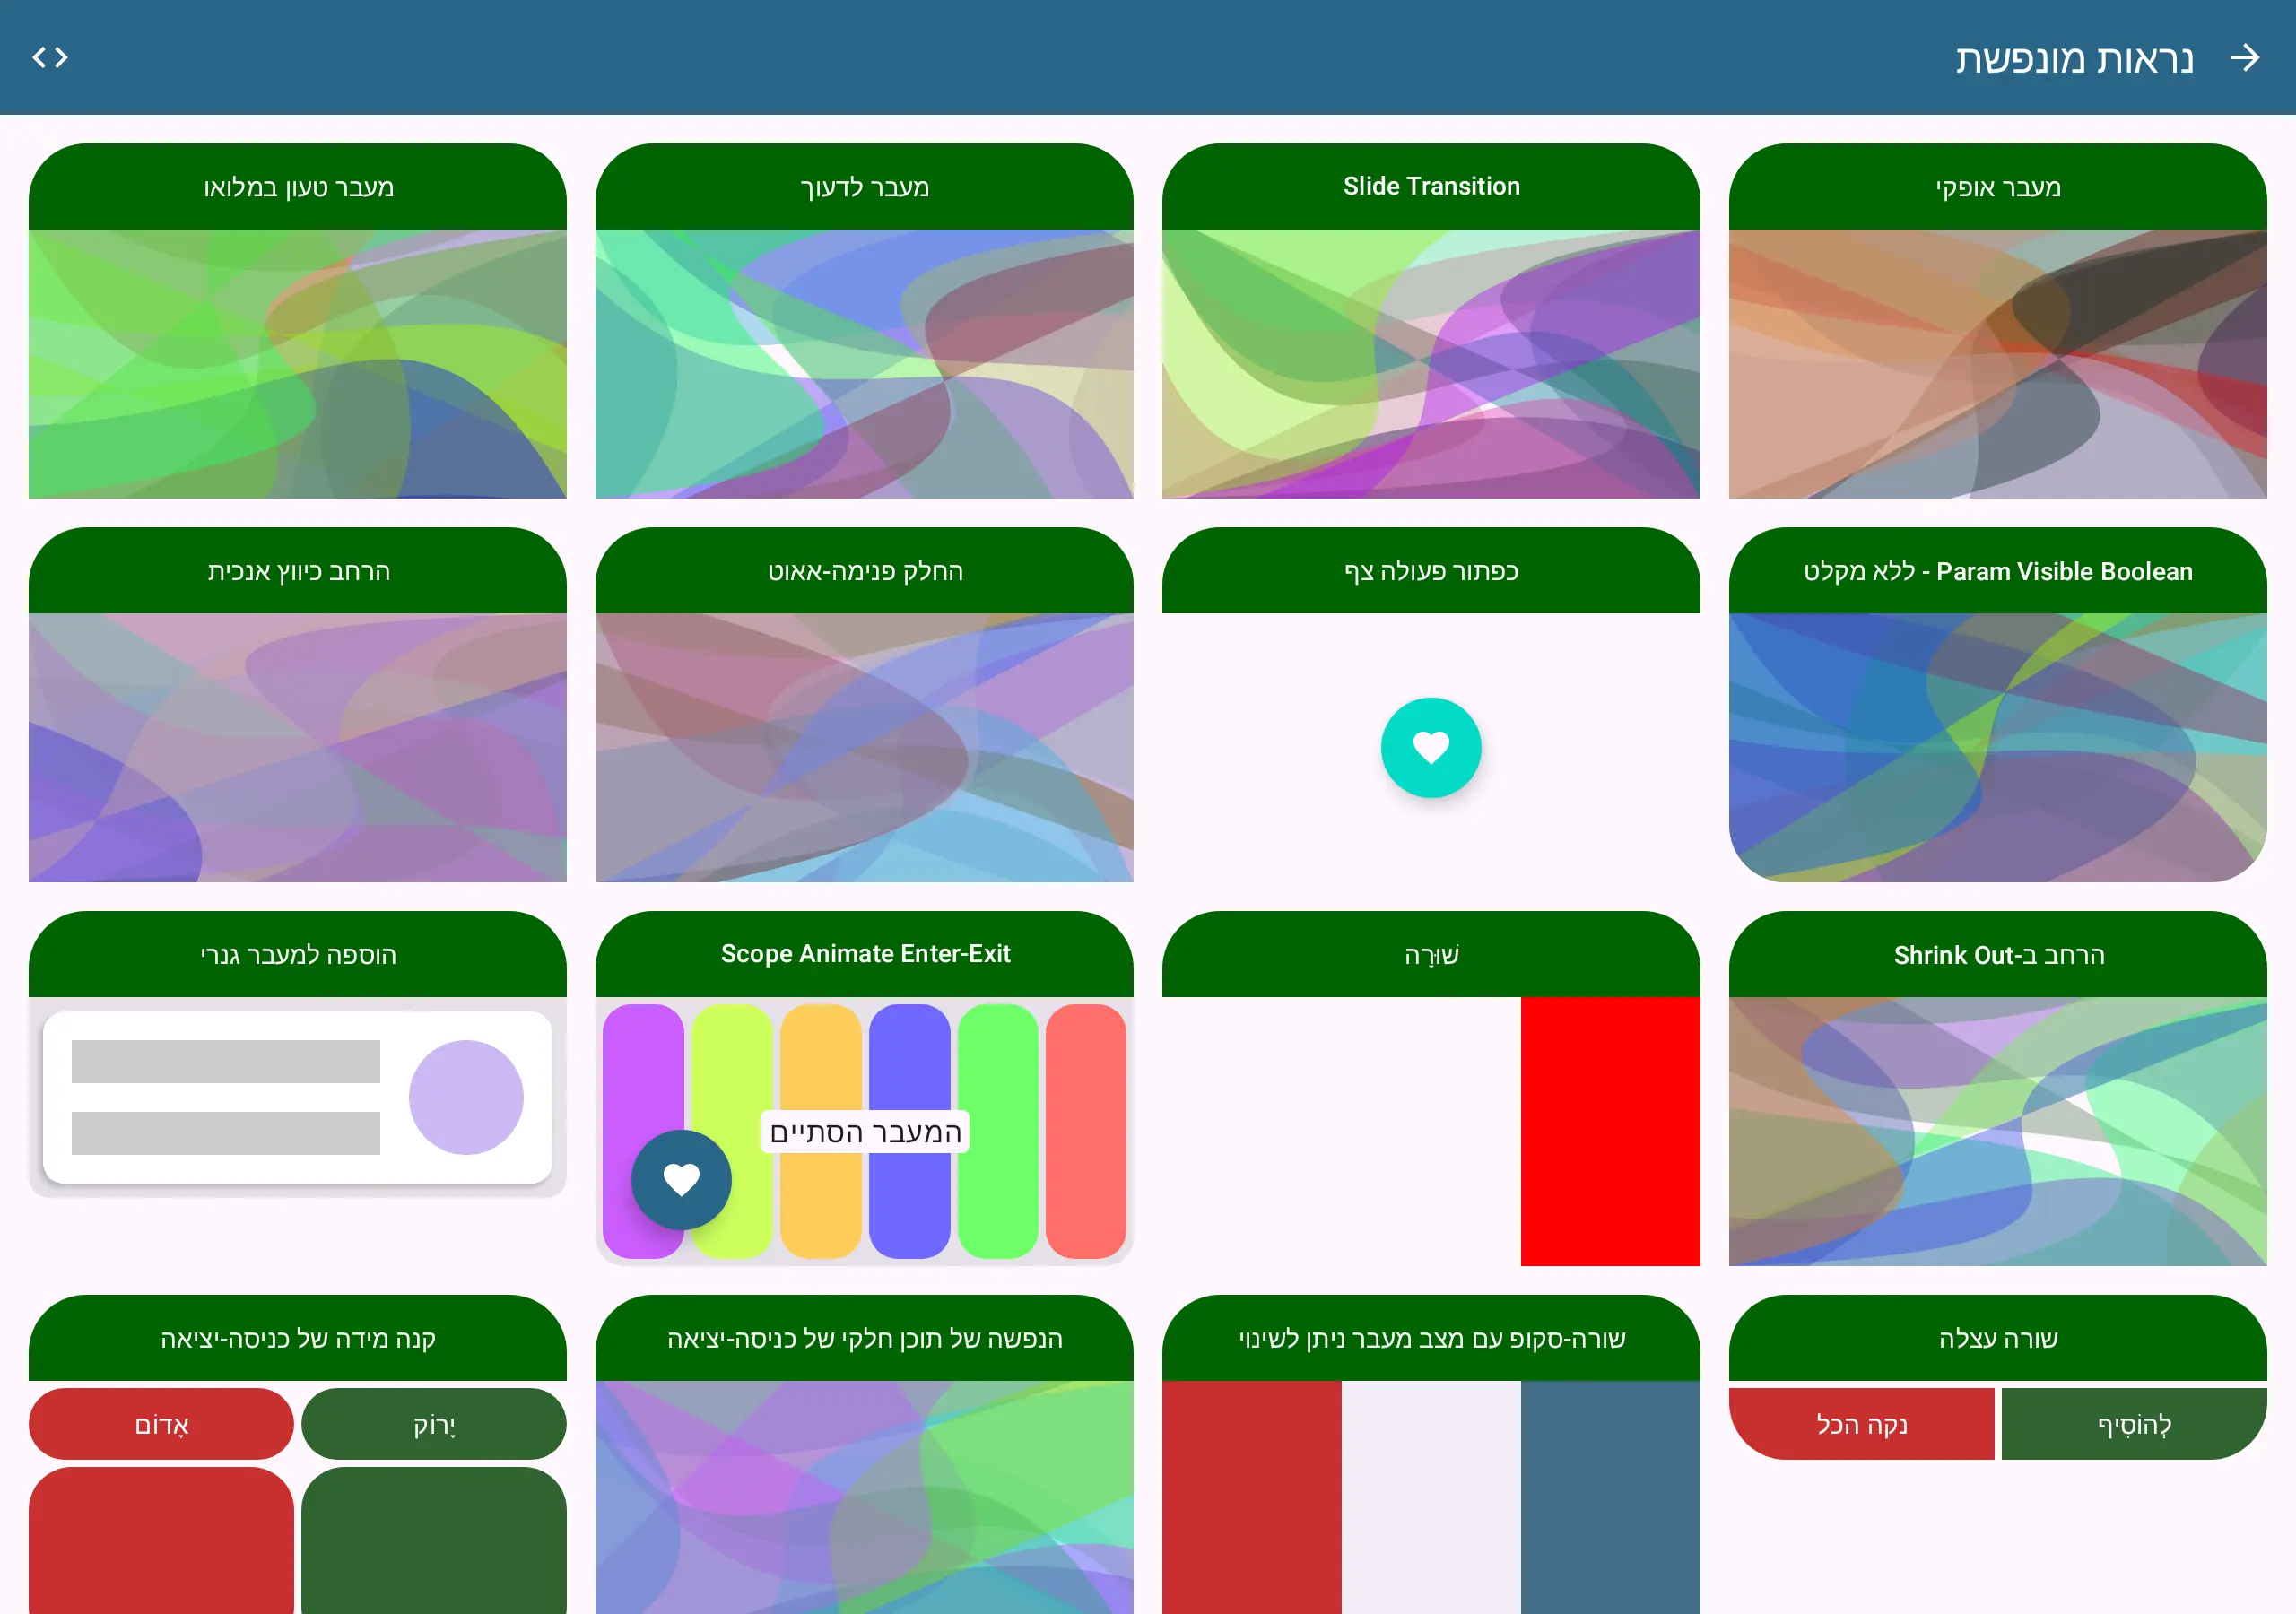 נראות מונפשת
מעבר אופקי
Slide Transition
מעבר לדעוך
מעבר טעון במלואו
Param Visible Boolean - ללא מקלט
כפתור פעולה צף
החלק פנימה-אאוט
הרחב כיווץ אנכית
הרחב ב-Shrink Out
שׁוּרָה
Scope Animate Enter-Exit
המעבר הסתיים
הוספה למעבר גנרי
שורה עצלה
לְהוֹסִיף
נקה הכל
שורה-סקופ עם מצב מעבר ניתן לשינוי
הנפשה של תוכן חלקי של כניסה-יציאה
קנה מידה של כניסה-יציאה
יָרוֹק
אָדוֹם